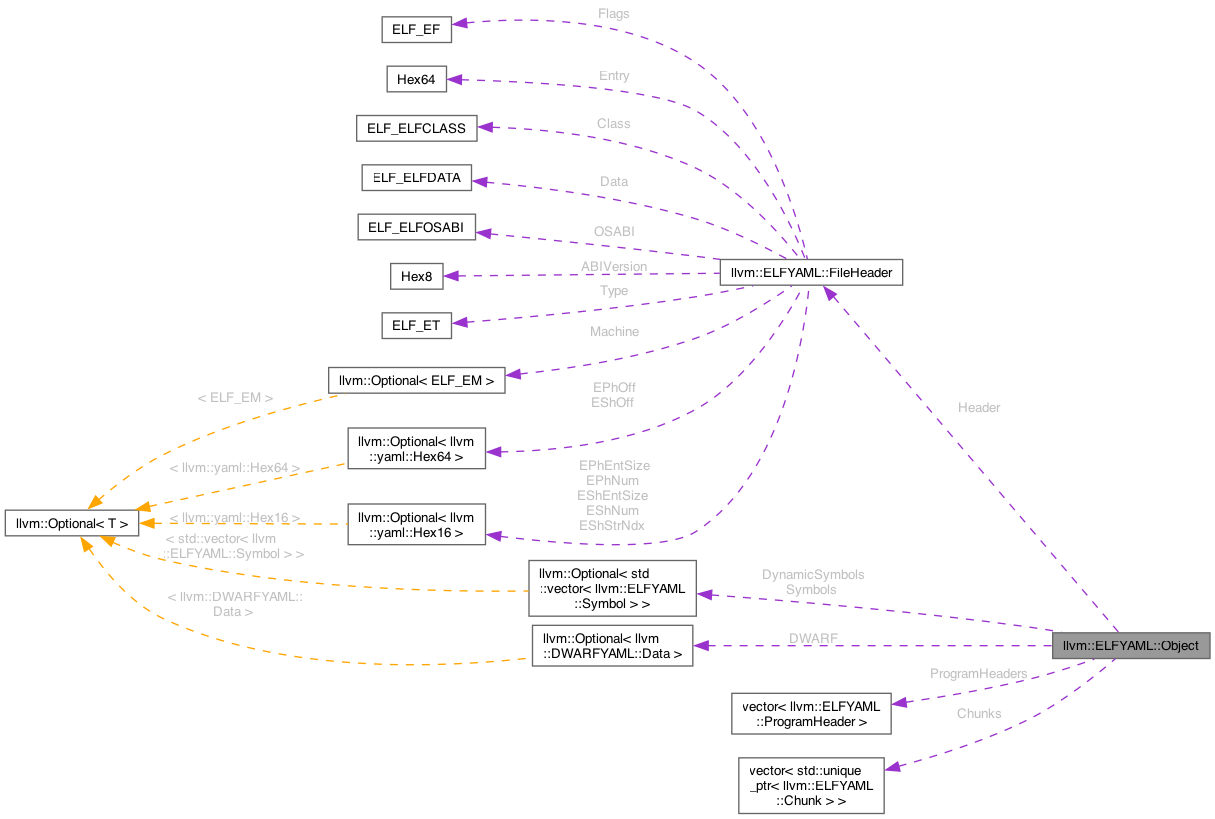 Flags
ELF_EF
Entry
Hex64
Class
ELF_ELFCLASS
Data
ELF_ELFDATA
OSABI
ELF_ELFOSABI
ABIVersion
Hex8
llvm::ELFYAML::FileHeader
Type
ELF_ET
Machine
llvm::Optional< ELF_EM >
< ELF_EM >
EPhOff
EShOff
Header
llvm::Optional< llvm
::yaml::Hex64 >
< llvm::yaml::Hex64 >
EPhEntSize
EPhNum
EShEntSize
EShNum
EShStrNdx
llvm::Optional< T >
< llvm::yaml::Hex16 >
llvm::Optional< llvm
::yaml::Hex16 >
< std::vector< llvm
::ELFYAML::Symbol > >
llvm::Optional< std
::vector< llvm::ELFYAML
::Symbol > >
DynamicSymbols
Symbols
< llvm::DWARFYAML::
Data >
llvm::Optional< llvm
::DWARFYAML::Data >
DWARF
llvm::ELFYAML::Object
ProgramHeaders
vector< llvm::ELFYAML
::ProgramHeader >
Chunks
vector< std::unique
_ptr< llvm::ELFYAML
::Chunk > >